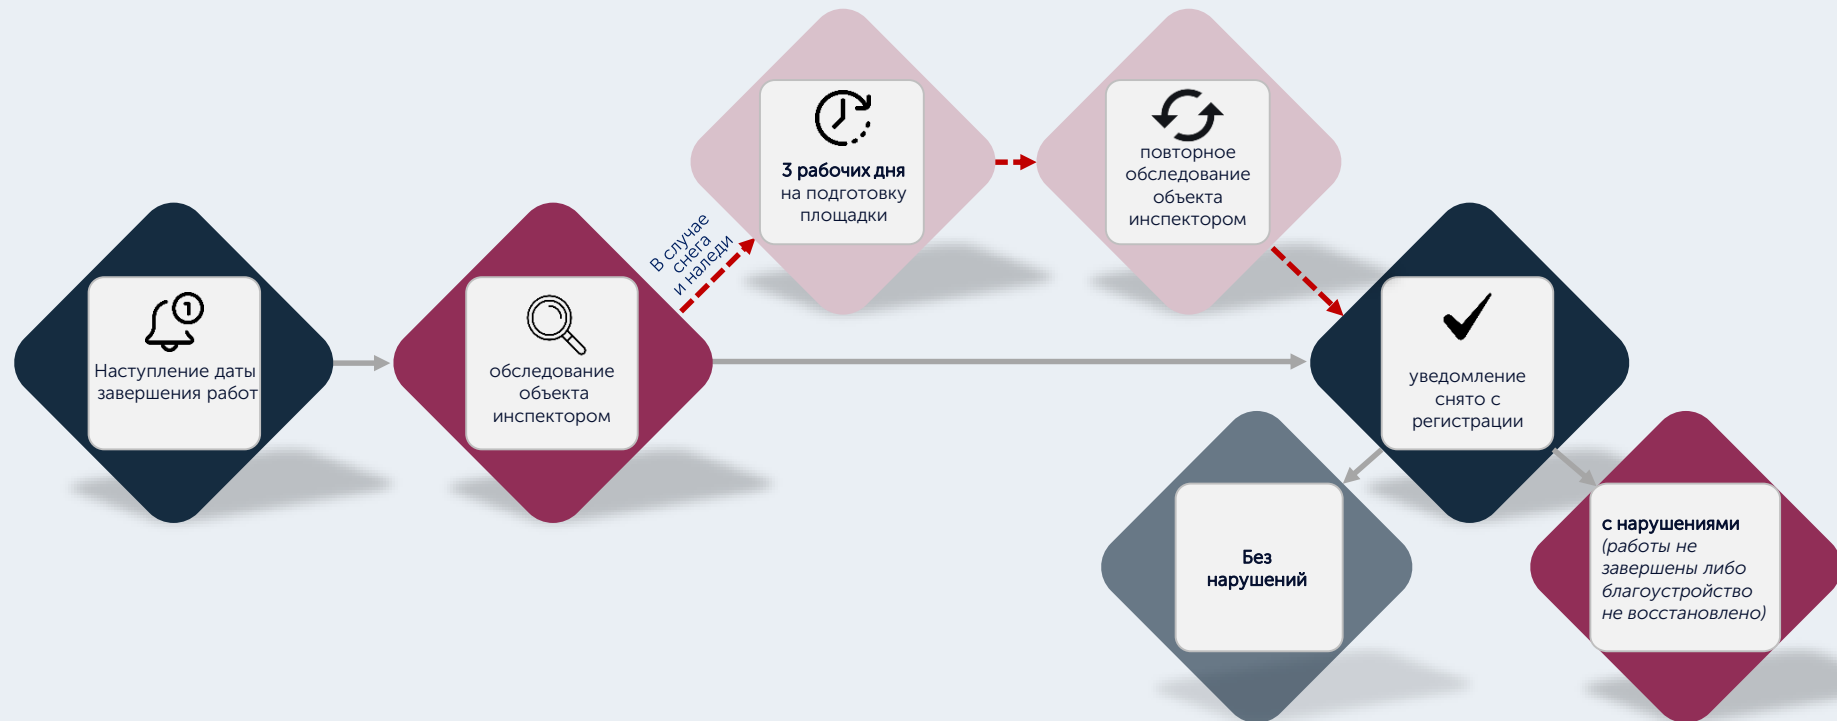 Наступление даты
завершения работ
1
обследование
объекта
инспектором
В случае
снега
и наледи
3 рабочих дня
на подготовку
площадки
повторное
обследование
объекта
инспектором
уведомление
снято с
регистрации
Без
нарушений
с нарушениями
(работы не
завершены либо
благоустройство
не восстановлено)